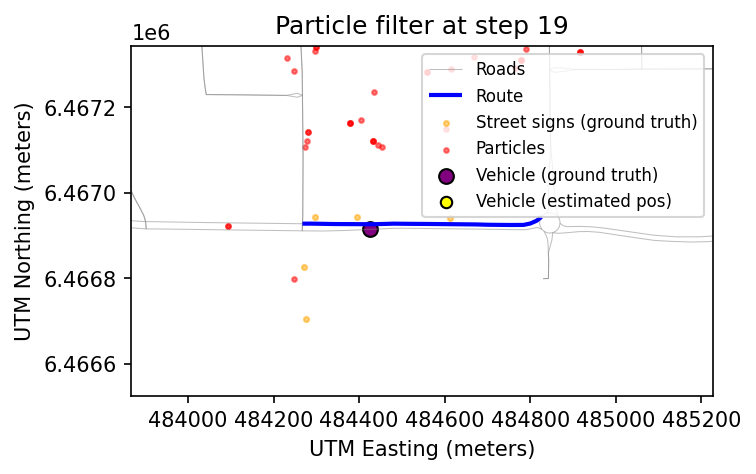 Particle filter at step 19
1e6
Roads
Route
Street signs (ground truth)
Particles
Vehicle (ground truth)
Vehicle (estimated pos)
6.4672
6.4670
6.4668
6.4666
UTM Northing (meters)
484000 484200 484400 484600 484800 485000 485200
UTM Easting (meters)